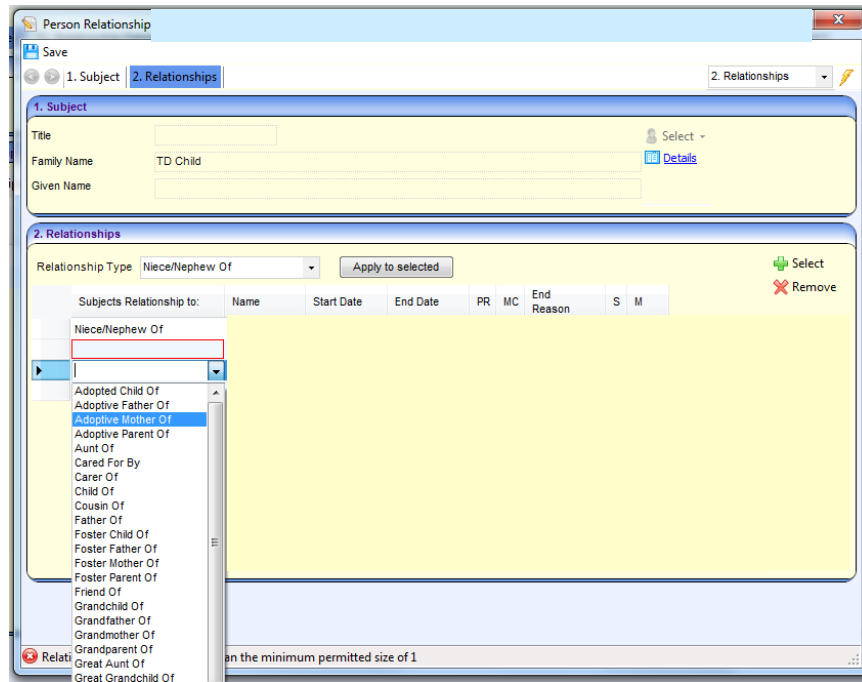 Person Relationship
Save
1. Subject 2. Relationships 2. Relationships
1. Subject
Title Select
Family Name TD Child Details
Given Name
2. Relationships
Relationship Type Niece/Nephew Of Apply to selected Select
Remove
Subjects Relationship to: Name Start Date End Date PR MC End Reason S M
Niece/Nephew Of
Adopted Child Of
Adoptive Father Of
Adoptive Mother Of
Adoptive Parent Of
Aunt Of
Cared For By
Carer Of
Child Of
Cousin Of
Father Of
Foster Child Of
Foster Father Of
Foster Mother Of
Foster Parent Of
Friend Of
Grandchild Of
Grandfather Of
Grandmother Of
Grandparent Of
Great Aunt Of
Great Grandchild Of
the minimum permitted size of 1